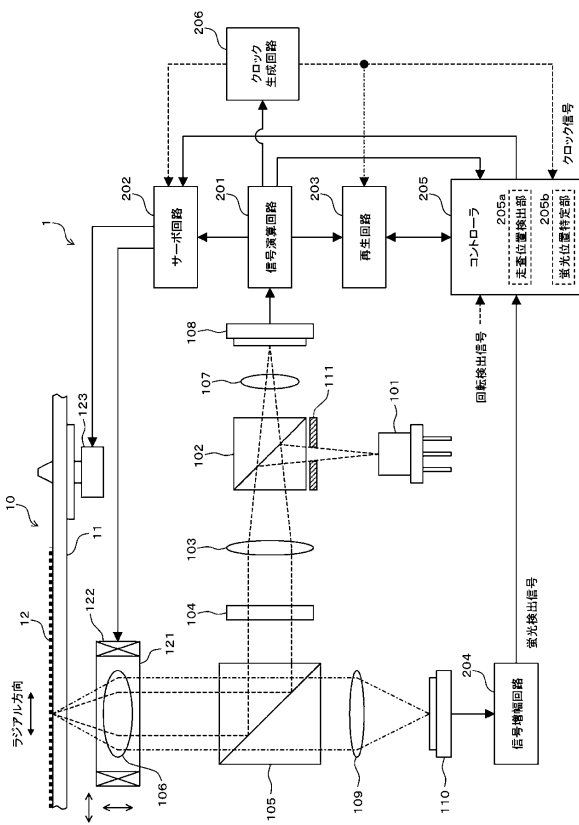 1
10
12
11
123
ラジアル方向
122
121
106
105
104
103
102
107
108
111
101
109
110
202
サーボ回路
201
信号演算回路
203
再生回路
206
クロック
生成回路
205
コントローラ
205a
走査位置検出部
205b
蛍光位置特定部
クロック信号
回転検出信号
蛍光検出信号
204
信号増幅回路